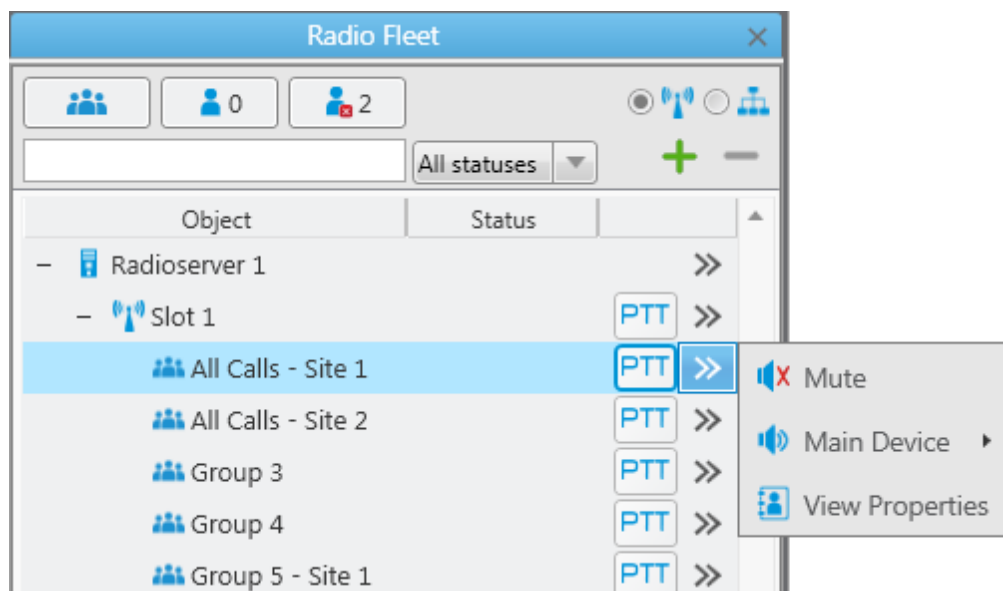 Radio Fleet
0
2
All statuses
Object Status
Radioserver 1
Slot 1 PTT
All Calls - Site 1 PTT
Mute
All Calls - Site 2 PTT
Main Device
Group 3 PTT
View Properties
Group 4 PTT
Group 5 - Site 1 PTT